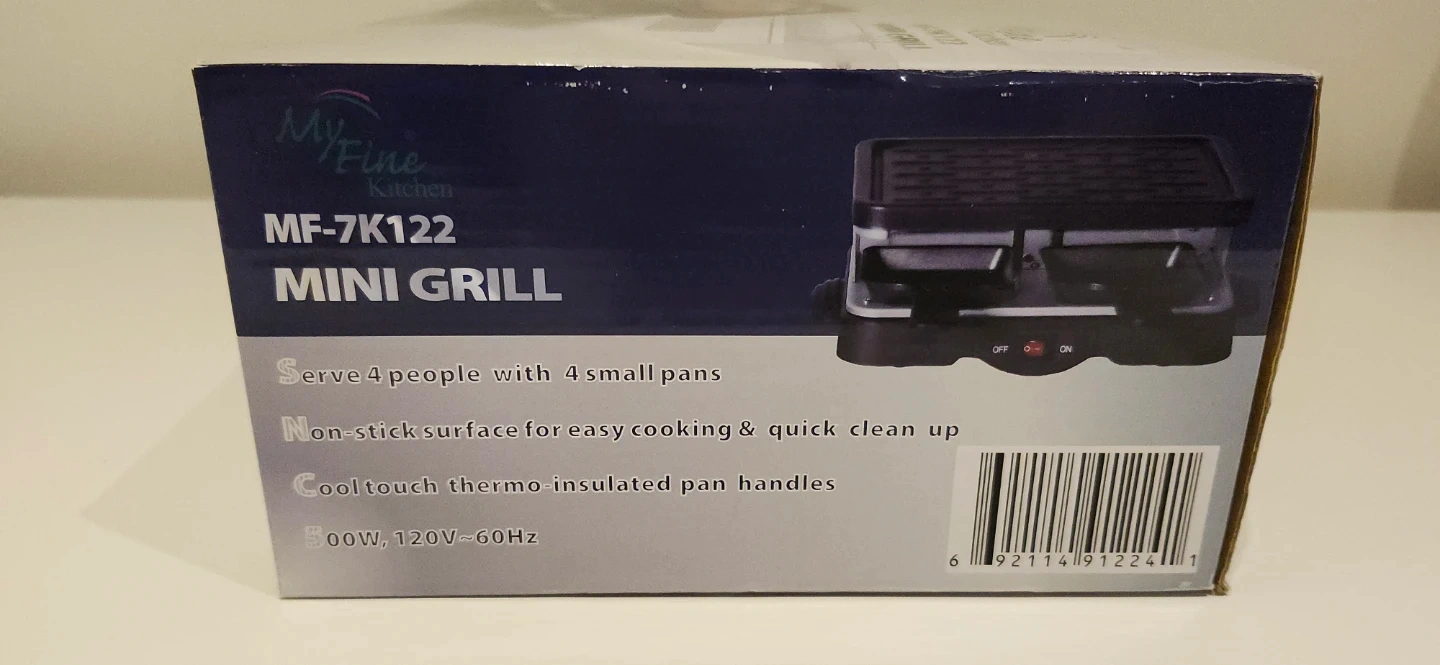 My
Fine
Kitchen
MF-7K122
MINI GRILL
OFF ON
Serve 4 people with 4 small pans
Non-stick surface for easy cooking & quick clean up
Cool touch thermo-insulated pan handles
500W, 120V~60Hz
6 92114 91224 1